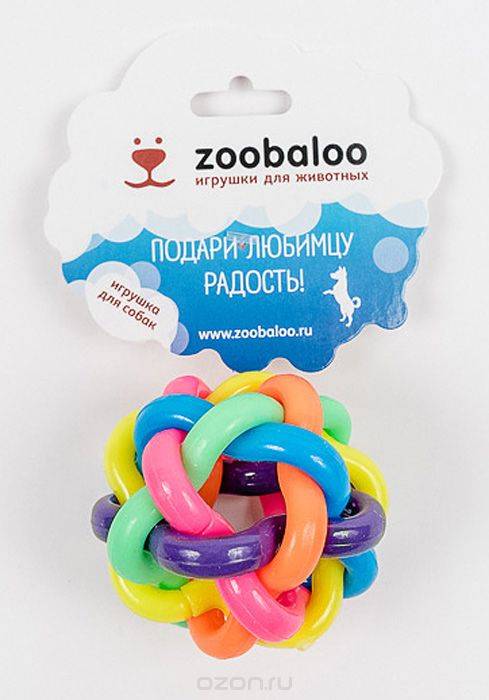 zoobaloo
игрушки для животных
ПОДАРИ ЛЮБИМЦУ
РАДОСТЬ!
игрушка
для собак
www.zoobaloo.ru
ozon.ru